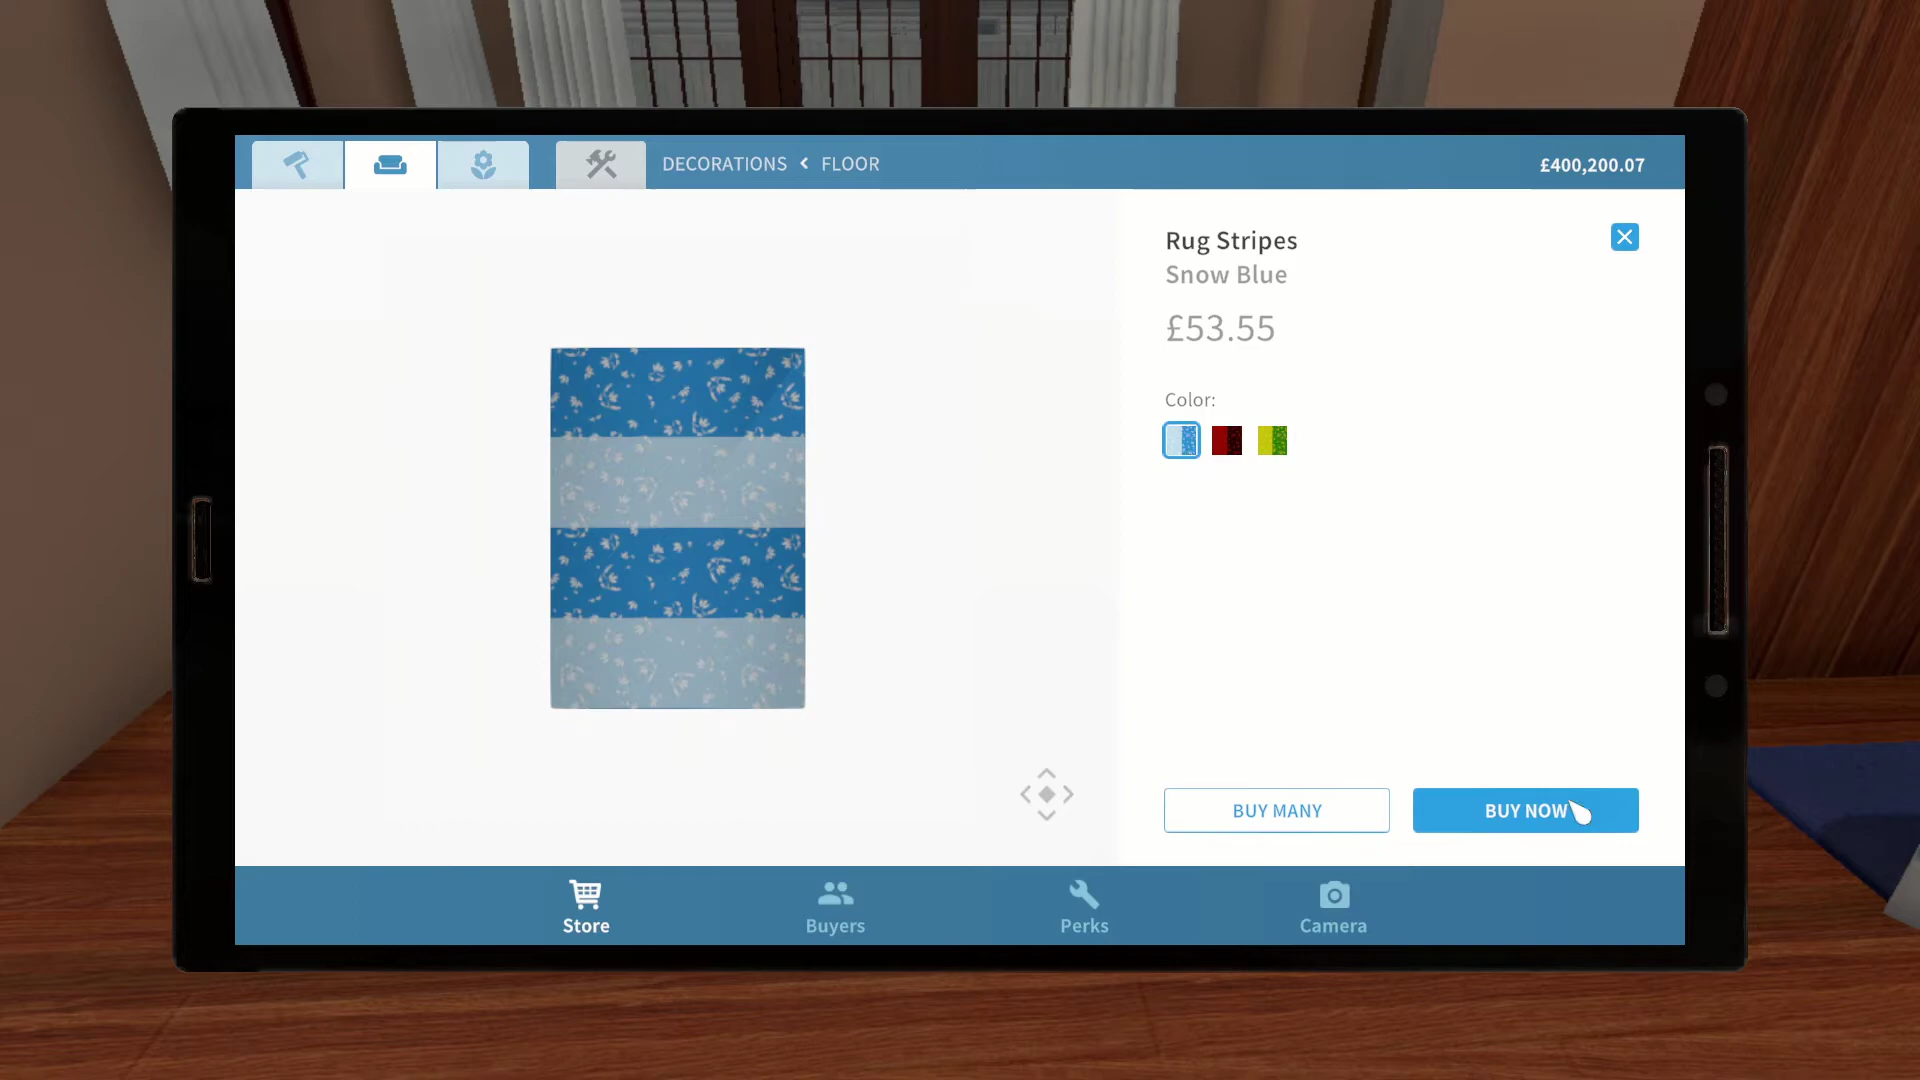 DECORATIONS < FLOOR
£400,200.07
Rug Stripes
Snow Blue
£53.55
Color:
BUY MANY
BUY NOW
Store
Buyers
Perks
Camera